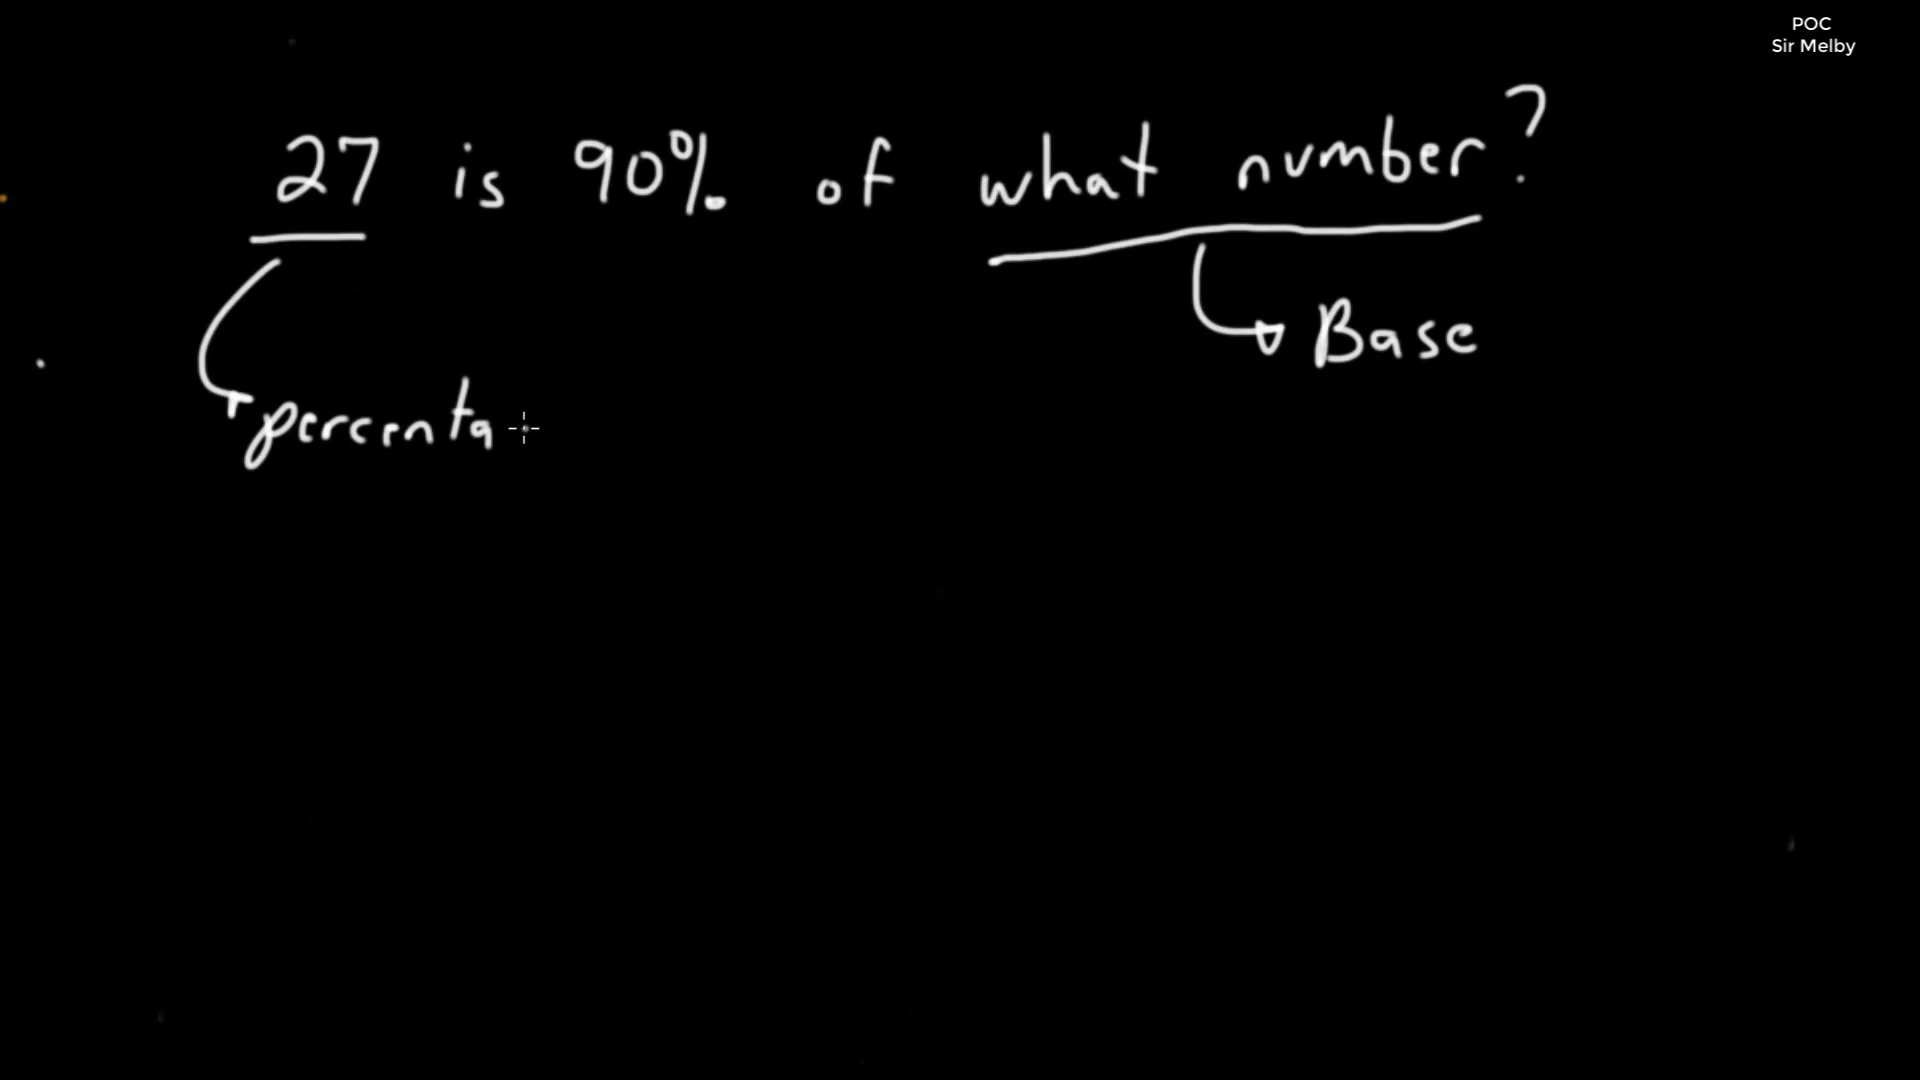 POC
Sir Melby
27 is 90% of what number?
Base
percenta